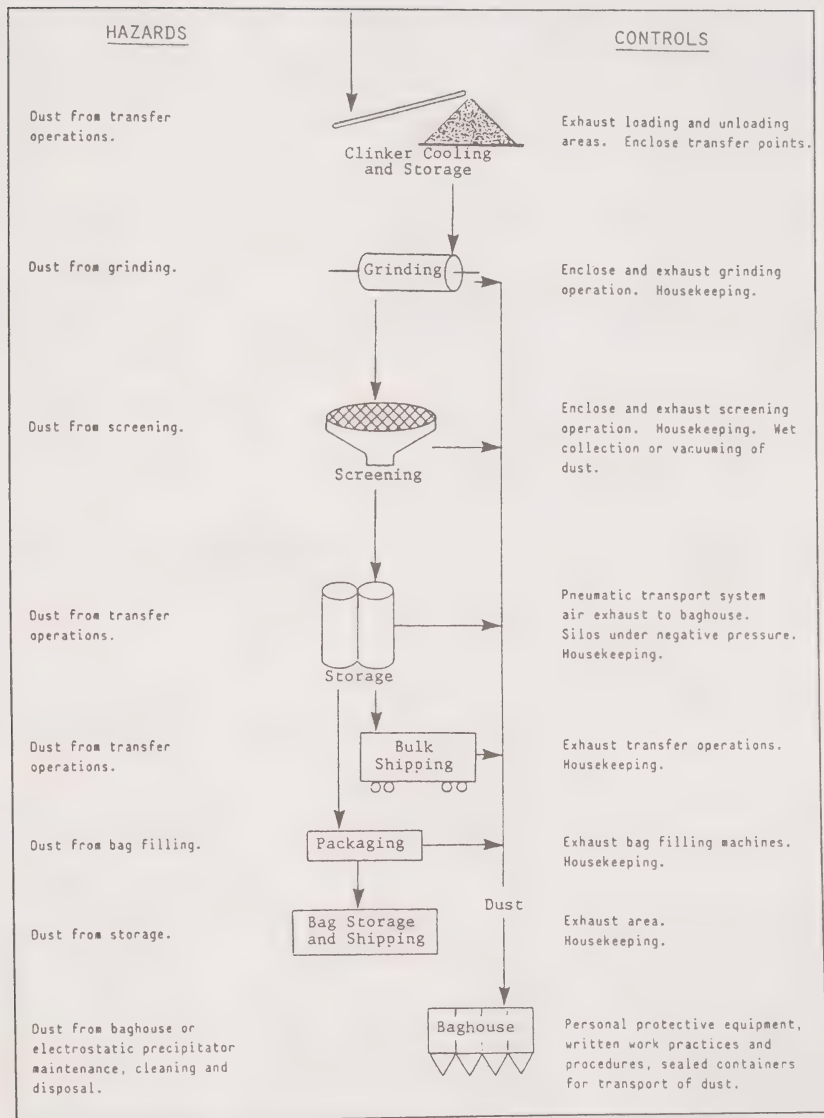 HAZARDS
CONTROLS
Dust from transfer
operations.
Clinker Cooling
and Storage
Exhaust loading and unloading
areas. Enclose transfer points.
Dust from grinding.
Grinding
Enclose and exhaust grinding
operation. Housekeeping.
Dust from screening.
Screening
Enclose and exhaust screening
operation. Housekeeping. Wet
collection or vacuuming of
dust.
Dust from transfer
operations.
Storage
Pneumatic transport system
air exhaust to baghouse.
Silos under negative pressure.
Housekeeping.
Dust from transfer
operations.
Bulk
Shipping
Exhaust transfer operations.
Housekeeping.
Dust from bag filling.
Packaging
Exhaust bag filling machines.
Housekeeping.
Dust
Dust from storage.
Bag Storage
and Shipping
Exhaust area.
Housekeeping.
Dust from baghouse or
electrostatic precipitator
maintenance, cleaning and
disposal.
Baghouse
Personal protective equipment,
written work practices and
procedures, sealed containers
for transport of dust.